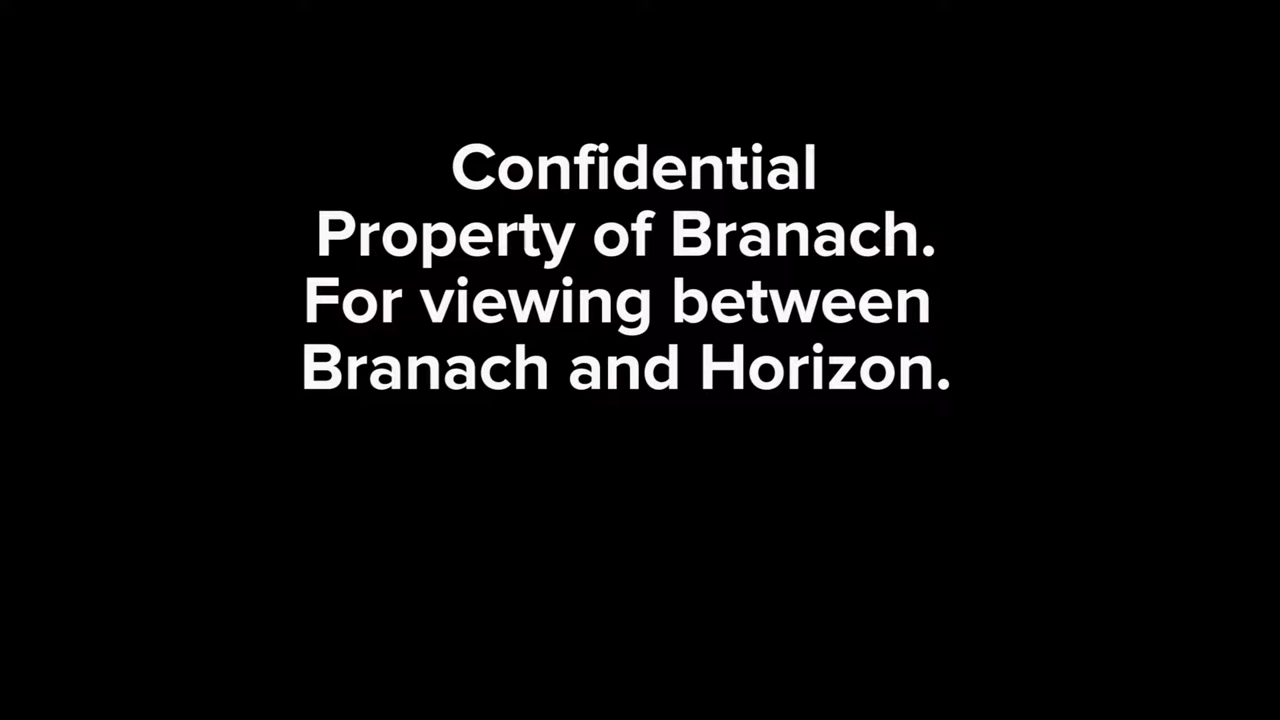 Confidential
Property of Branach.
For viewing between
Branach and Horizon.